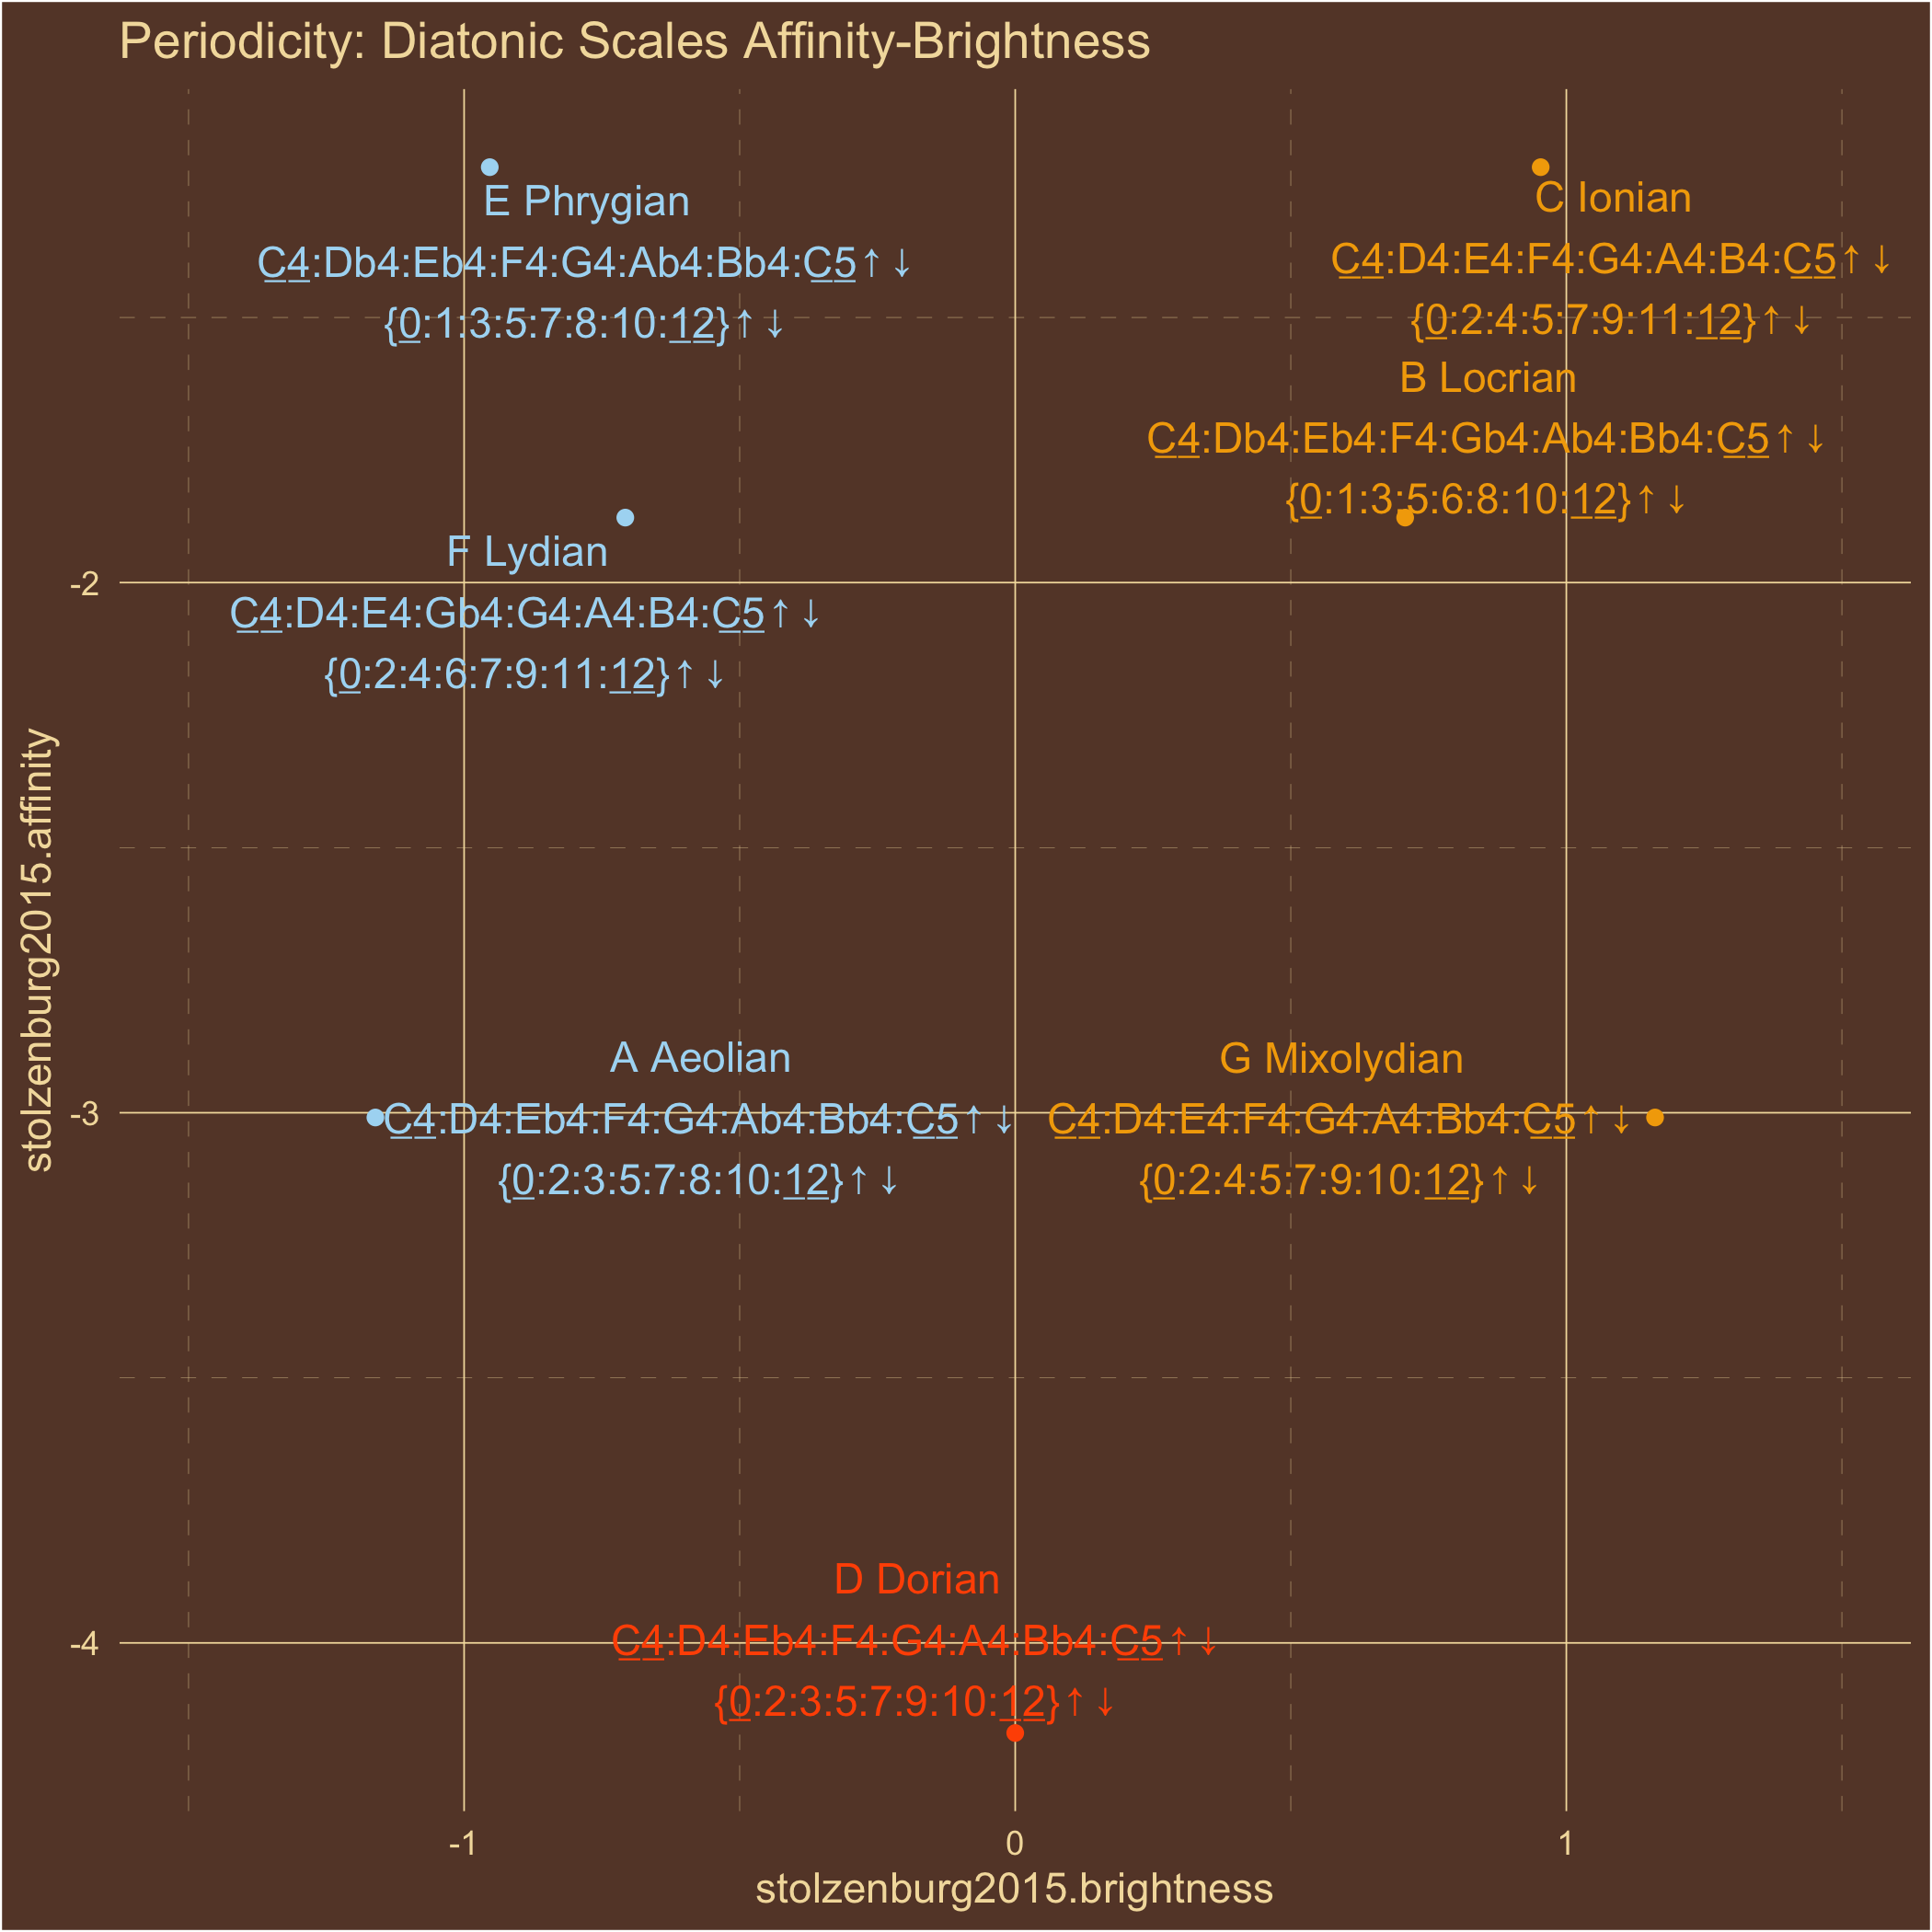 Periodicity: Diatonic Scales Affinity-Brightness
E Phrygian
C4:Db4:Eb4:F4:G4:Ab4:Bb4:C5↑↓
{0:1:3:5:7:8:10:12}↑↓
C Ionian
C4:D4:E4:F4:G4:A4:B4:C5↑↓
{0:2:4:5:7:9:11:12}↑↓
B Locrian
C4:Db4:Eb4:F4:Gb4:Ab4:Bb4:C5↑↓
{0:1:3:5:6:8:10:12}↑↓
F Lydian
C4:D4:E4:Gb4:G4:A4:B4:C5↑↓
{0:2:4:6:7:9:11:12}↑↓
-2
stolzenburg2015.affinity
A Aeolian
C4:D4:Eb4:F4:G4:Ab4:Bb4:C5↑↓
{0:2:3:5:7:8:10:12}↑↓
G Mixolydian
C4:D4:E4:F4:G4:A4:Bb4:C5↑↓
{0:2:4:5:7:9:10:12}↑↓
-3
D Dorian
C4:D4:Eb4:F4:G4:A4:Bb4:C5↑↓
{0:2:3:5:7:9:10:12}↑↓
-4
-1 0 1
stolzenburg2015.brightness